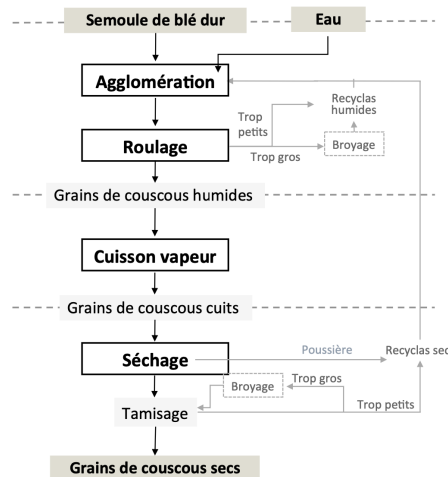 Semoule de blé dur
Eau
Agglomération
Recyclas
humides
Trop
petits
Roulage
Broyage
Trop gros
Grains de couscous humides
Cuisson vapeur
Grains de couscous cuits
Séchage
Poussière
Recyclas sec
Broyage
Trop gros
Tamisage
Trop petits
Grains de couscous secs